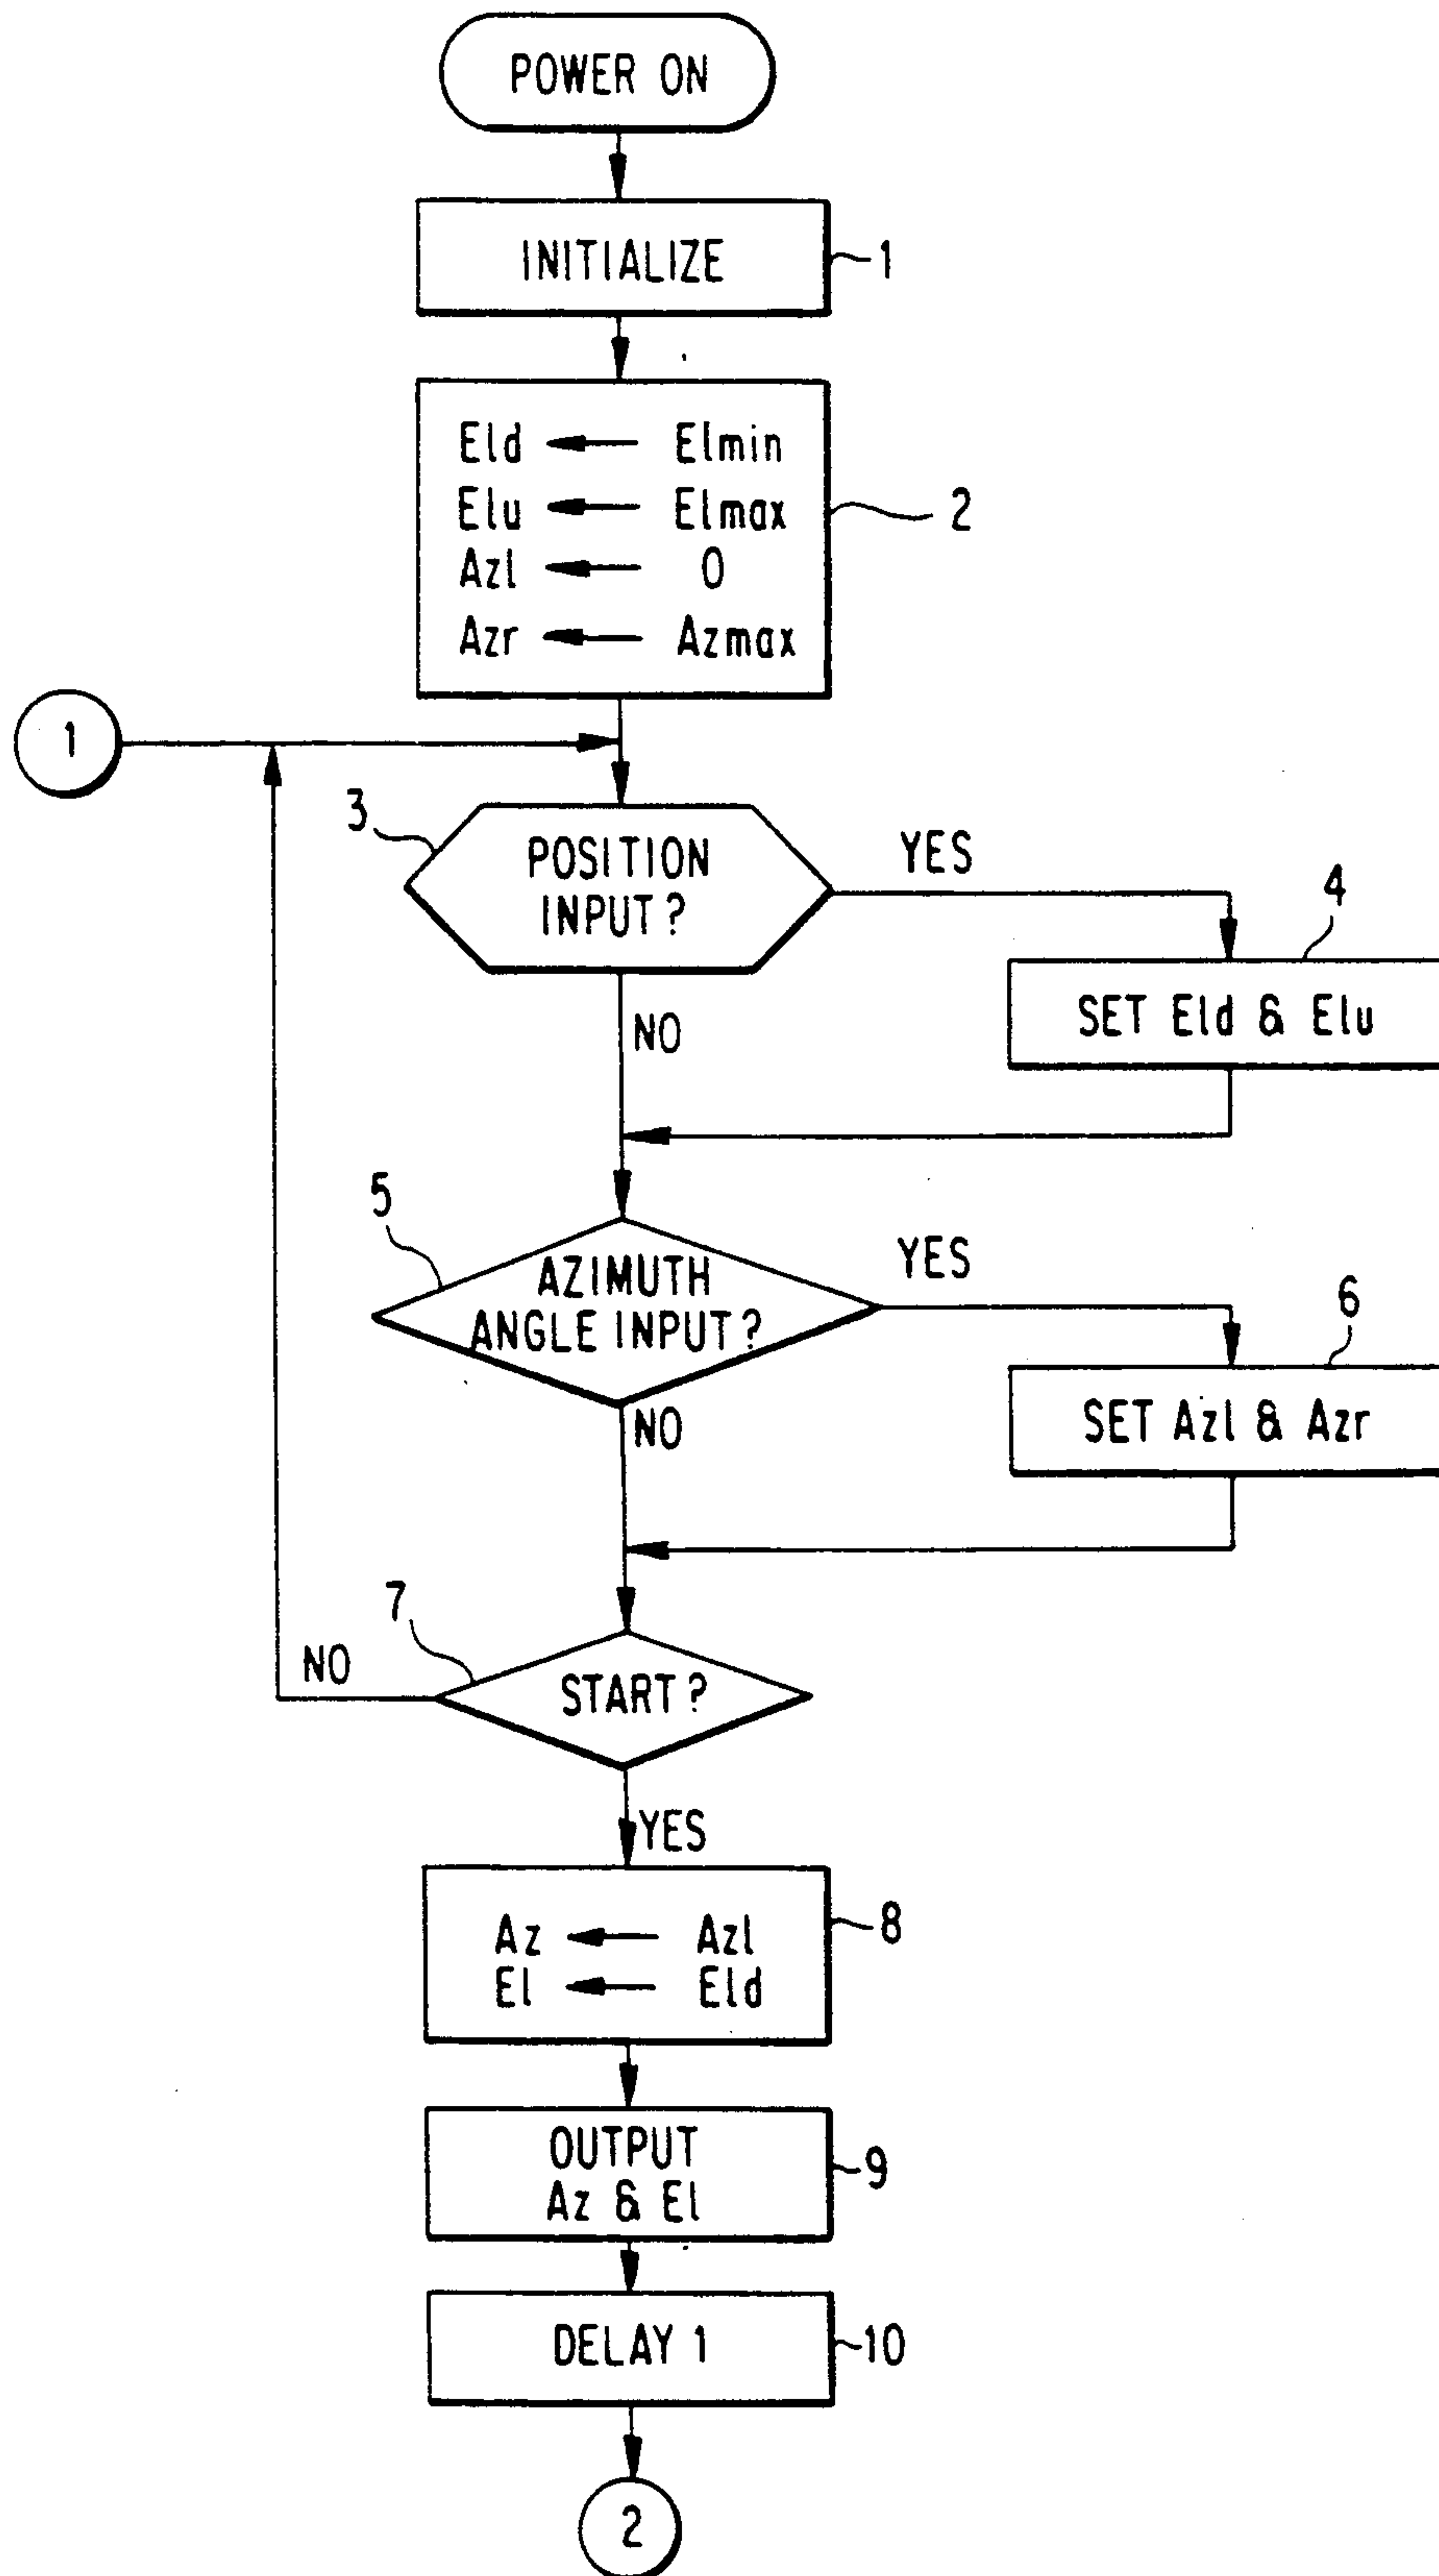 POWER ON
INITIALIZE
1
Eld ← Elmin
Elu ← Elmax
2
Azl ← 0
Azr ← Azmax
1
3
POSITION
INPUT?
YES
4
SET Eld & Elu
NO
5
AZIMUTH
ANGLE INPUT?
YES
6
SET Azl & Azr
NO
7
START?
NO
YES
Az ← Azl
8
El ← Eld
OUTPUT
Az & El
9
DELAY 1
10
2